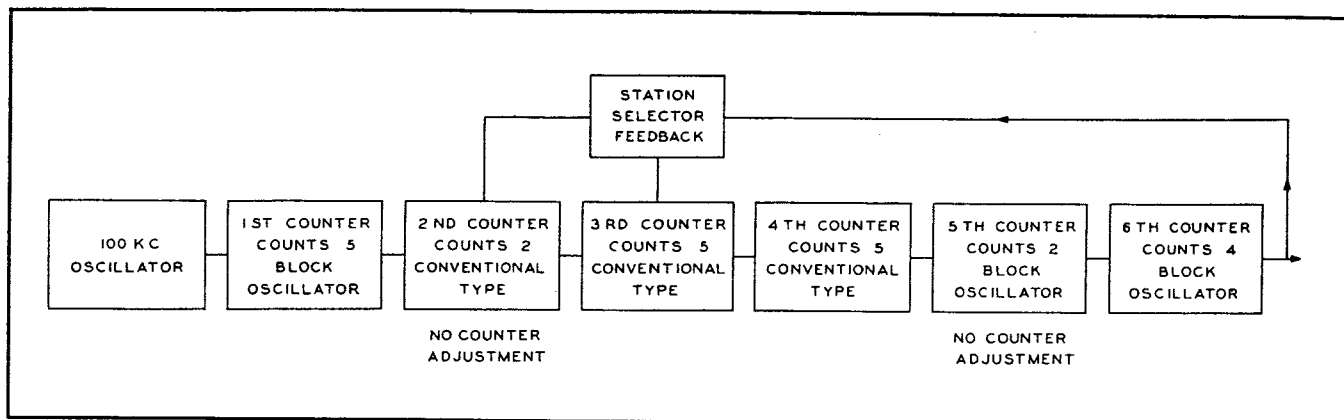 STATION
SELECTOR
FEEDBACK
100 KC
OSCILLATOR
1ST COUNTER
COUNTS 5
BLOCK
OSCILLATOR
2ND COUNTER
COUNTS 2
CONVENTIONAL
TYPE
3RD COUNTER
COUNTS 5
CONVENTIONAL
TYPE
4TH COUNTER
COUNTS 5
CONVENTIONAL
TYPE
5TH COUNTER
COUNTS 2
BLOCK
OSCILLATOR
6TH COUNTER
COUNTS 4
BLOCK
OSCILLATOR
NO COUNTER
ADJUSTMENT
NO COUNTER
ADJUSTMENT